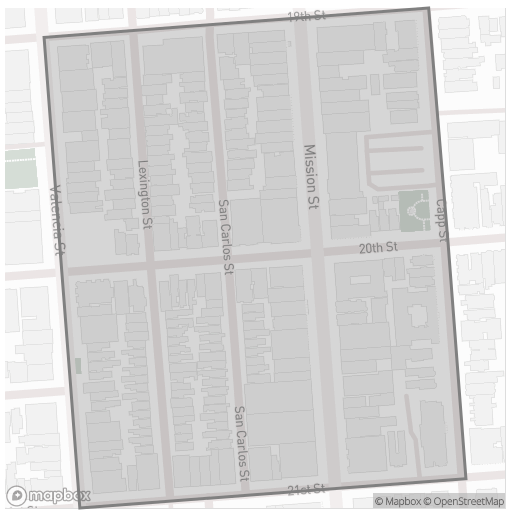 19th St
Lexington St
Mission St
Valencia St
San Carlos St
Capp St
20th St
San Carlos St
21st St
St
mapbox
© Mapbox © OpenStreetMap